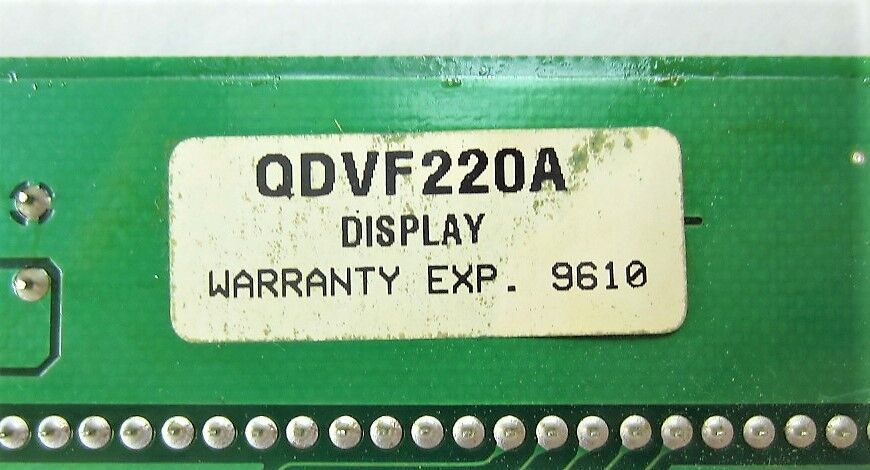 QDVF220A
DISPLAY
WARRANTY EXP. 9610